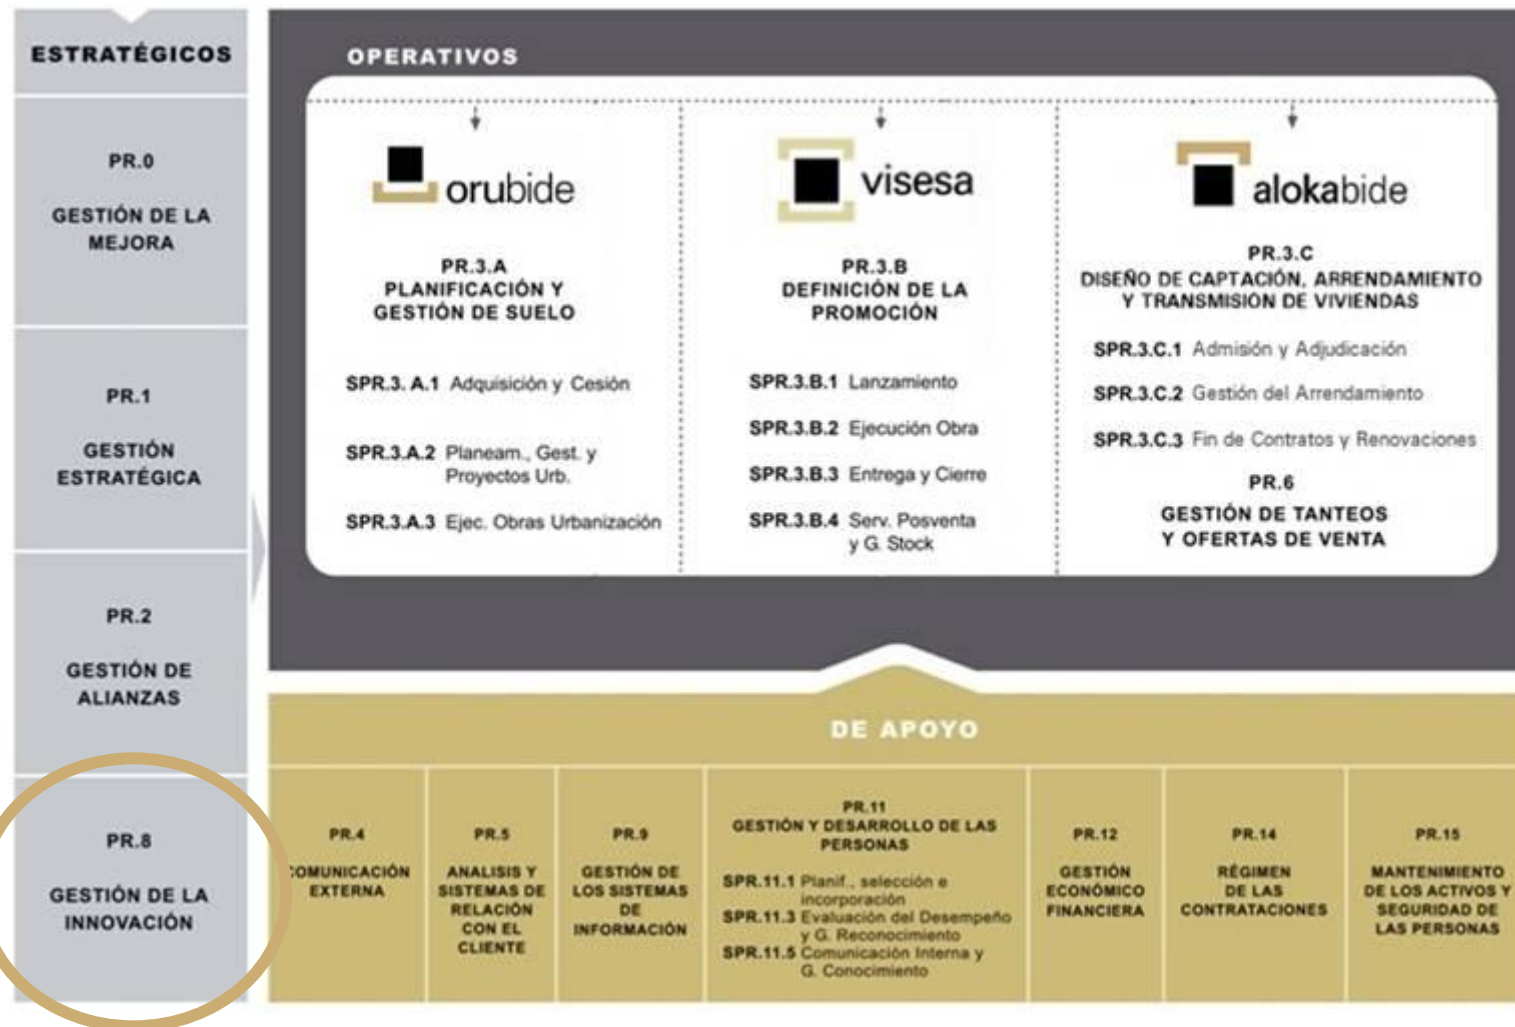 ESTRATÉGICOS
PR.0
GESTIÓN DE LA
MEJORA
PR.1
GESTIÓN
ESTRATÉGICA
PR.2
GESTIÓN DE
ALIANZAS
PR.8
GESTIÓN DE LA
INNOVACIÓN
OPERATIVOS
orubide
PR.3.A
PLANIFICACIÓN Y
GESTIÓN DE SUELO
SPR.3. A.1 Adquisición y Cesión
SPR.3.A.2 Planeam., Gest. y
Proyectos Urb.
SPR.3.A.3 Ejec. Obras Urbanización
visesa
PR.3.B
DEFINICIÓN DE LA
PROMOCIÓN
SPR.3.B.1 Lanzamiento
SPR.3.B.2 Ejecución Obra
SPR.3.B.3 Entrega y Cierre
SPR.3.B.4 Serv. Posventa
y G. Stock
alokabide
PR.3.C
DISEÑO DE CAPTACIÓN, ARRENDAMIENTO
Y TRANSMISION DE VIVIENDAS
SPR.3.C.1 Admisión y Adjudicación
SPR.3.C.2 Gestión del Arrendamiento
SPR.3.C.3 Fin de Contratos y Renovaciones
PR.6
GESTIÓN DE TANTEOS
Y OFERTAS DE VENTA
DE APOYO
PR.4
COMUNICACIÓN
EXTERNA
PR.5
ANALISIS Y
SISTEMAS DE
RELACIÓN
CON EL
CLIENTE
PR.9
GESTIÓN DE
LOS SISTEMAS
DE
INFORMACIÓN
PR.11
GESTIÓN Y DESARROLLO DE LAS
PERSONAS
SPR.11.1 Planif., selección e
incorporación
SPR.11.3 Evaluación del Desempeño
y G. Reconocimiento
SPR.11.5 Comunicación Interna y
G. Conocimiento
PR.12
GESTIÓN
ECONÓMICO
FINANCIERA
PR.14
RÉGIMEN
DE LAS
CONTRATACIONES
PR.15
MANTENIMIENTO
DE LOS ACTIVOS Y
SEGURIDAD DE
LAS PERSONAS